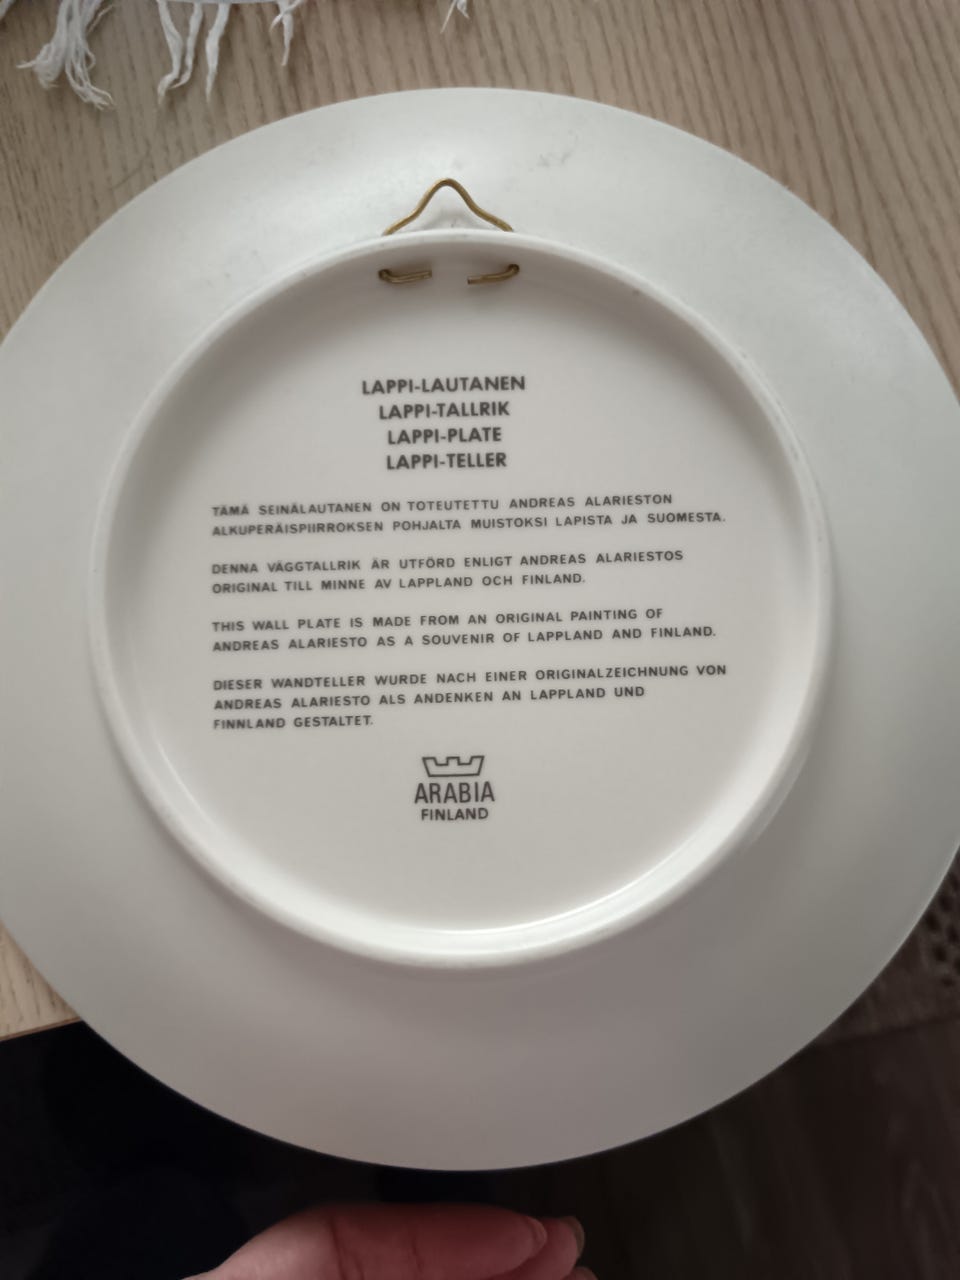 LAPPI-LAUTANEN
LAPPI-TALLRIK
LAPPI-PLATE
LAPPI-TELLER
TÄMÄ SEINÄLAUTANEN ON TOTEUTETTU ANDREAS ALARIESTON
ALKUPERÄISPIIRROKSEN POHJALTA MUISTOKSI LAPISTA JA SUOMESTA.
DENNA VÄGGTALLRIK ÄR UTFÖRD ENLIGT ANDREAS ALARIESTOS
ORIGINAL TILL MINNE AV LAPPLAND OCH FINLAND.
THIS WALL PLATE IS MADE FROM AN ORIGINAL PAINTING OF
ANDREAS ALARIESTO AS A SOUVENIR OF LAPPLAND AND FINLAND.
DIESER WANDTELLER WURDE NACH EINER ORIGINALZEICHNUNG VON
ANDREAS ALARIESTO ALS ANDENKEN AN LAPPLAND UND
FINNLAND GESTALTET.
ARABIA
FINLAND